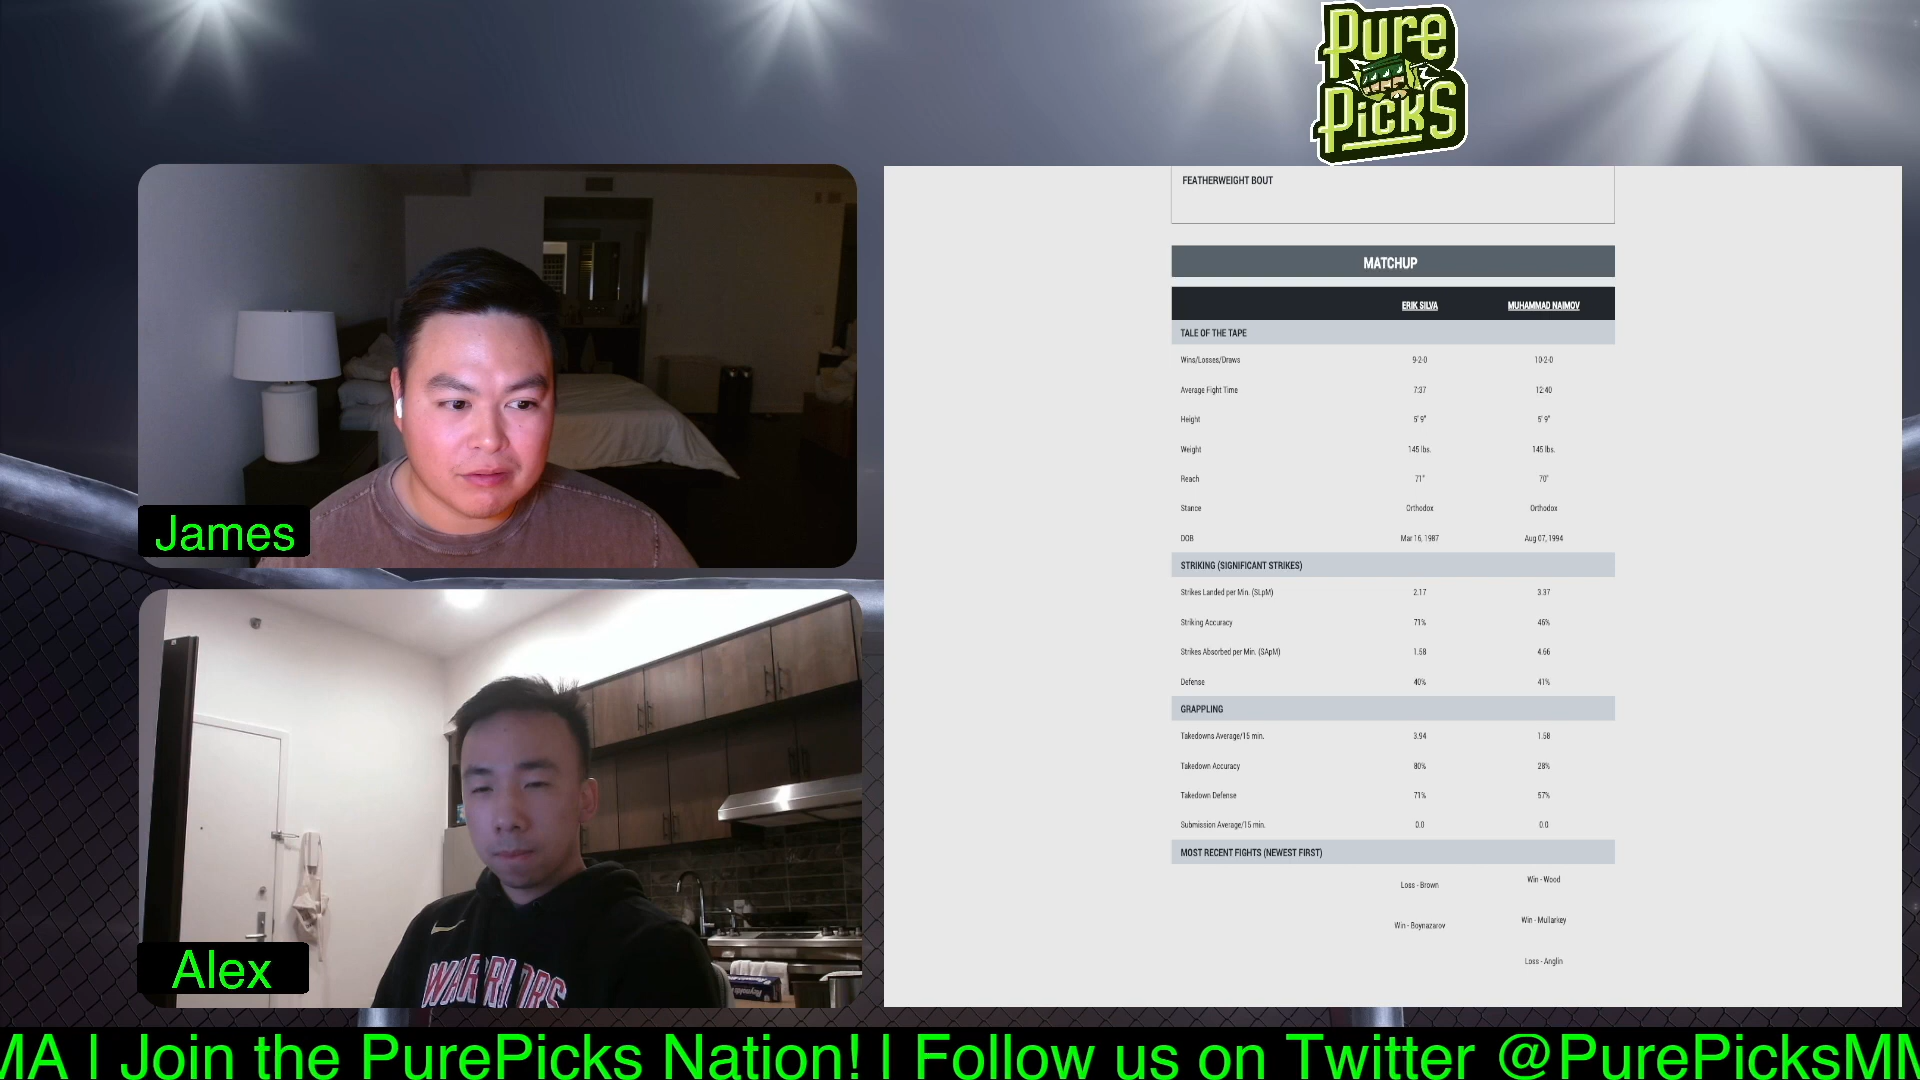 Pure
Picks
FEATHERWEIGHT BOUT
MATCHUP
ERIK SILVA MUHAMMAD NAIMOV
TALE OF THE TAPE
Wins/Losses/Draws 9-2-0 10-2-0
Average Fight Time 7:37 12:40
Height 5' 9" 5' 9"
Weight 145 lbs. 145 lbs.
Reach 71" 70"
Stance Orthodox Orthodox
DOB Mar 16, 1987 Aug 07, 1994
STRIKING (SIGNIFICANT STRIKES)
Strikes Landed per Min. (SLpM) 2.17 3.37
Striking Accuracy 71% 46%
Strikes Absorbed per Min. (SApM) 1.58 4.66
Defense 40% 41%
GRAPPLING
Takedowns Average/15 min. 3.94 1.58
Takedown Accuracy 80% 28%
Takedown Defense 71% 57%
Submission Average/15 min. 0.0 0.0
MOST RECENT FIGHTS (NEWEST FIRST)
Loss - Brown Win - Wood
Win - Boynazarov Win - Mullarkey
Loss - Anglin
James
WARRIORS
Alex
MA | Join the PurePicks Nation! | Follow us on Twitter @PurePicksMM